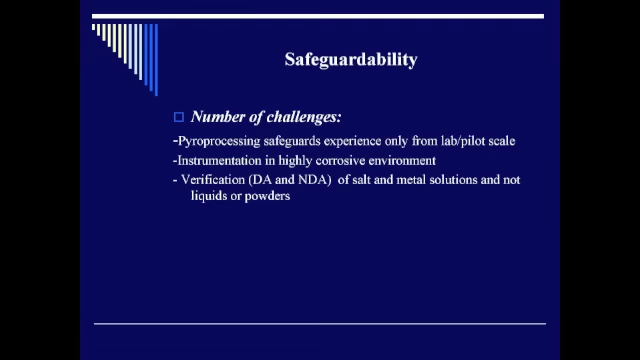 Safeguardability
Number of challenges:
-Pyroprocessing safeguards experience only from lab/pilot scale
-Instrumentation in highly corrosive environment
- Verification (DA and NDA) of salt and metal solutions and not
liquids or powders